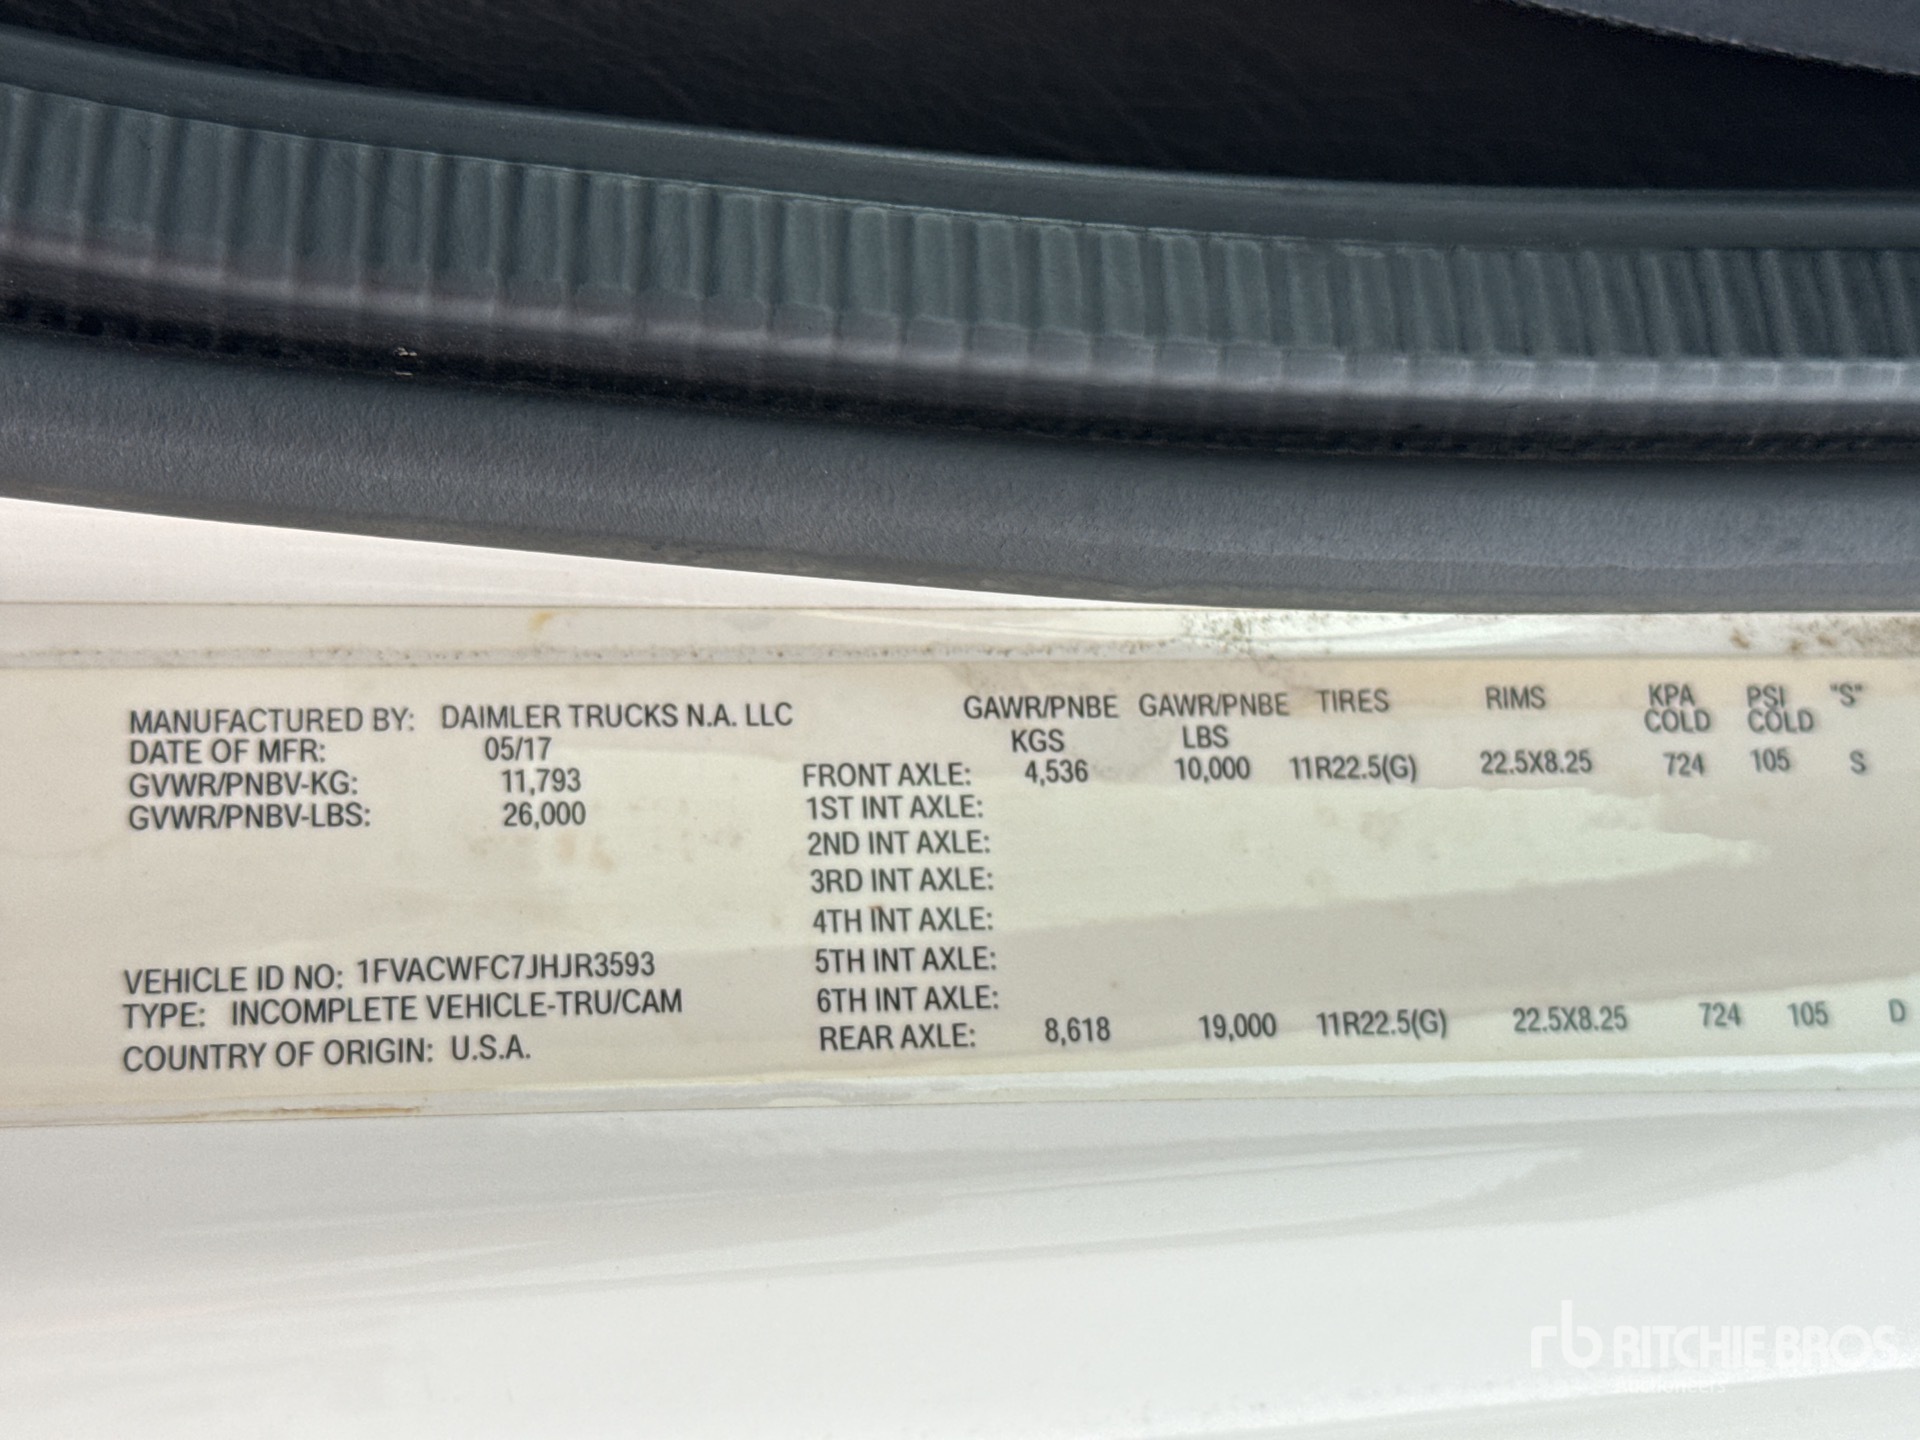 MANUFACTURED BY: DAIMLER TRUCKS N.A. LLC
DATE OF MFR: 05/17
GVWR/PNBV-KG: 11,793
GVWR/PNBV-LBS: 26,000
VEHICLE ID NO: 1FVACWFC7JHJR3593
TYPE: INCOMPLETE VEHICLE-TRU/CAM
COUNTRY OF ORIGIN: U.S.A.
GAWR/PNBE GAWR/PNBE TIRES RIMS KPA PSI "S"
KGS LBS COLD COLD
FRONT AXLE: 4,536 10,000 11R22.5(G) 22.5X8.25 724 105 S
1ST INT AXLE:
2ND INT AXLE:
3RD INT AXLE:
4TH INT AXLE:
5TH INT AXLE:
6TH INT AXLE:
REAR AXLE: 8,618 19,000 11R22.5(G) 22.5X8.25 724 105 D
rb RITCHIE BROS.
Auctioneers